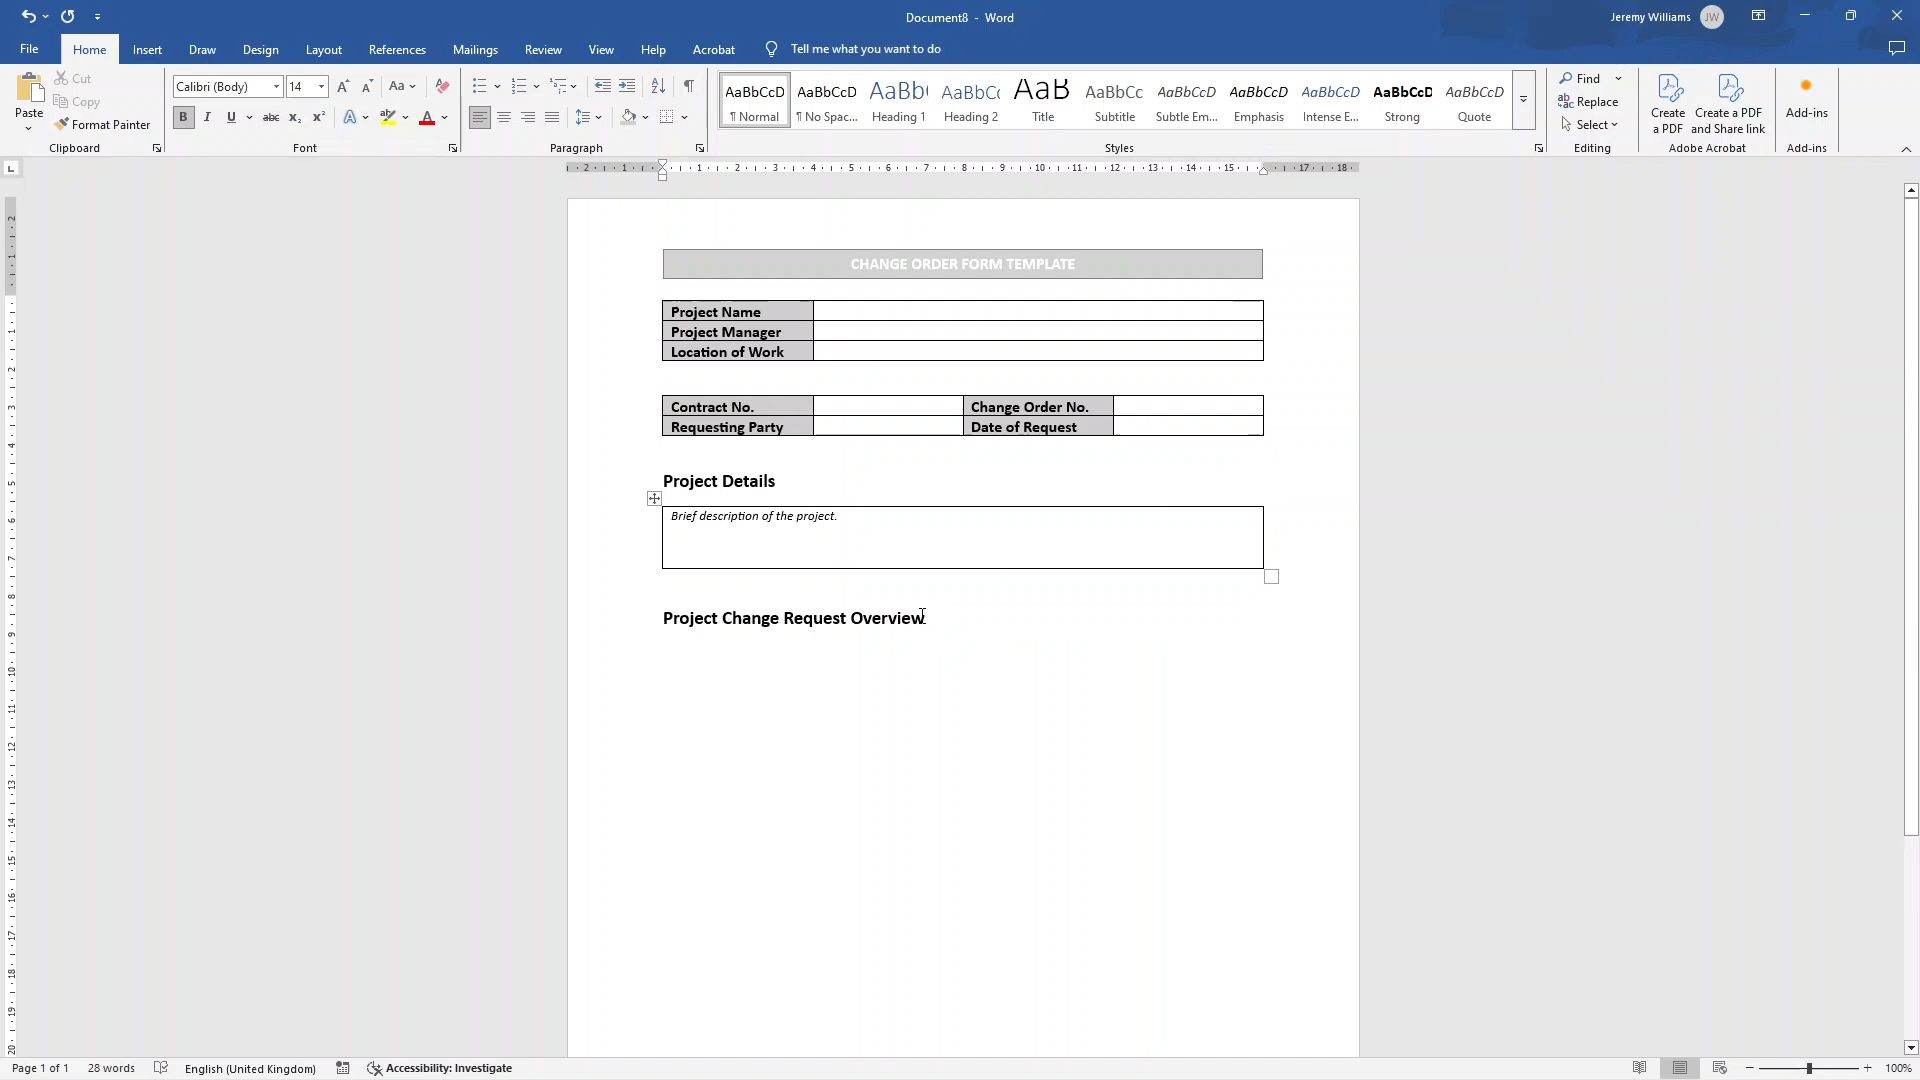 Document8 - Word
Jeremy Williams JW
File Home Insert Draw Design Layout References Mailings Review View Help Acrobat Tell me what you want to do
Paste
Cut
Copy
Format Painter
Clipboard
Calibri (Body) 14
Font
Paragraph
AaBbCcD ¶ Normal
AaBbCcD ¶ No Spac...
AaBb( Heading 1
AaBbC( Heading 2
AaB Title
AaBbCc Subtitle
AaBbCcD Subtle Em...
AaBbCcD Emphasis
AaBbCcD Intense E...
AaBbCcD Strong
AaBbCcD Quote
Styles
Find
Replace
Select
Editing
Create a PDF
Create a PDF and Share link
Adobe Acrobat
Add-ins
Add-ins
CHANGE ORDER FORM TEMPLATE
Project Name
Project Manager
Location of Work
Contract No. Change Order No.
Requesting Party Date of Request
Project Details
Brief description of the project.
Project Change Request Overview
Page 1 of 1 28 words English (United Kingdom) Accessibility: Investigate 100%